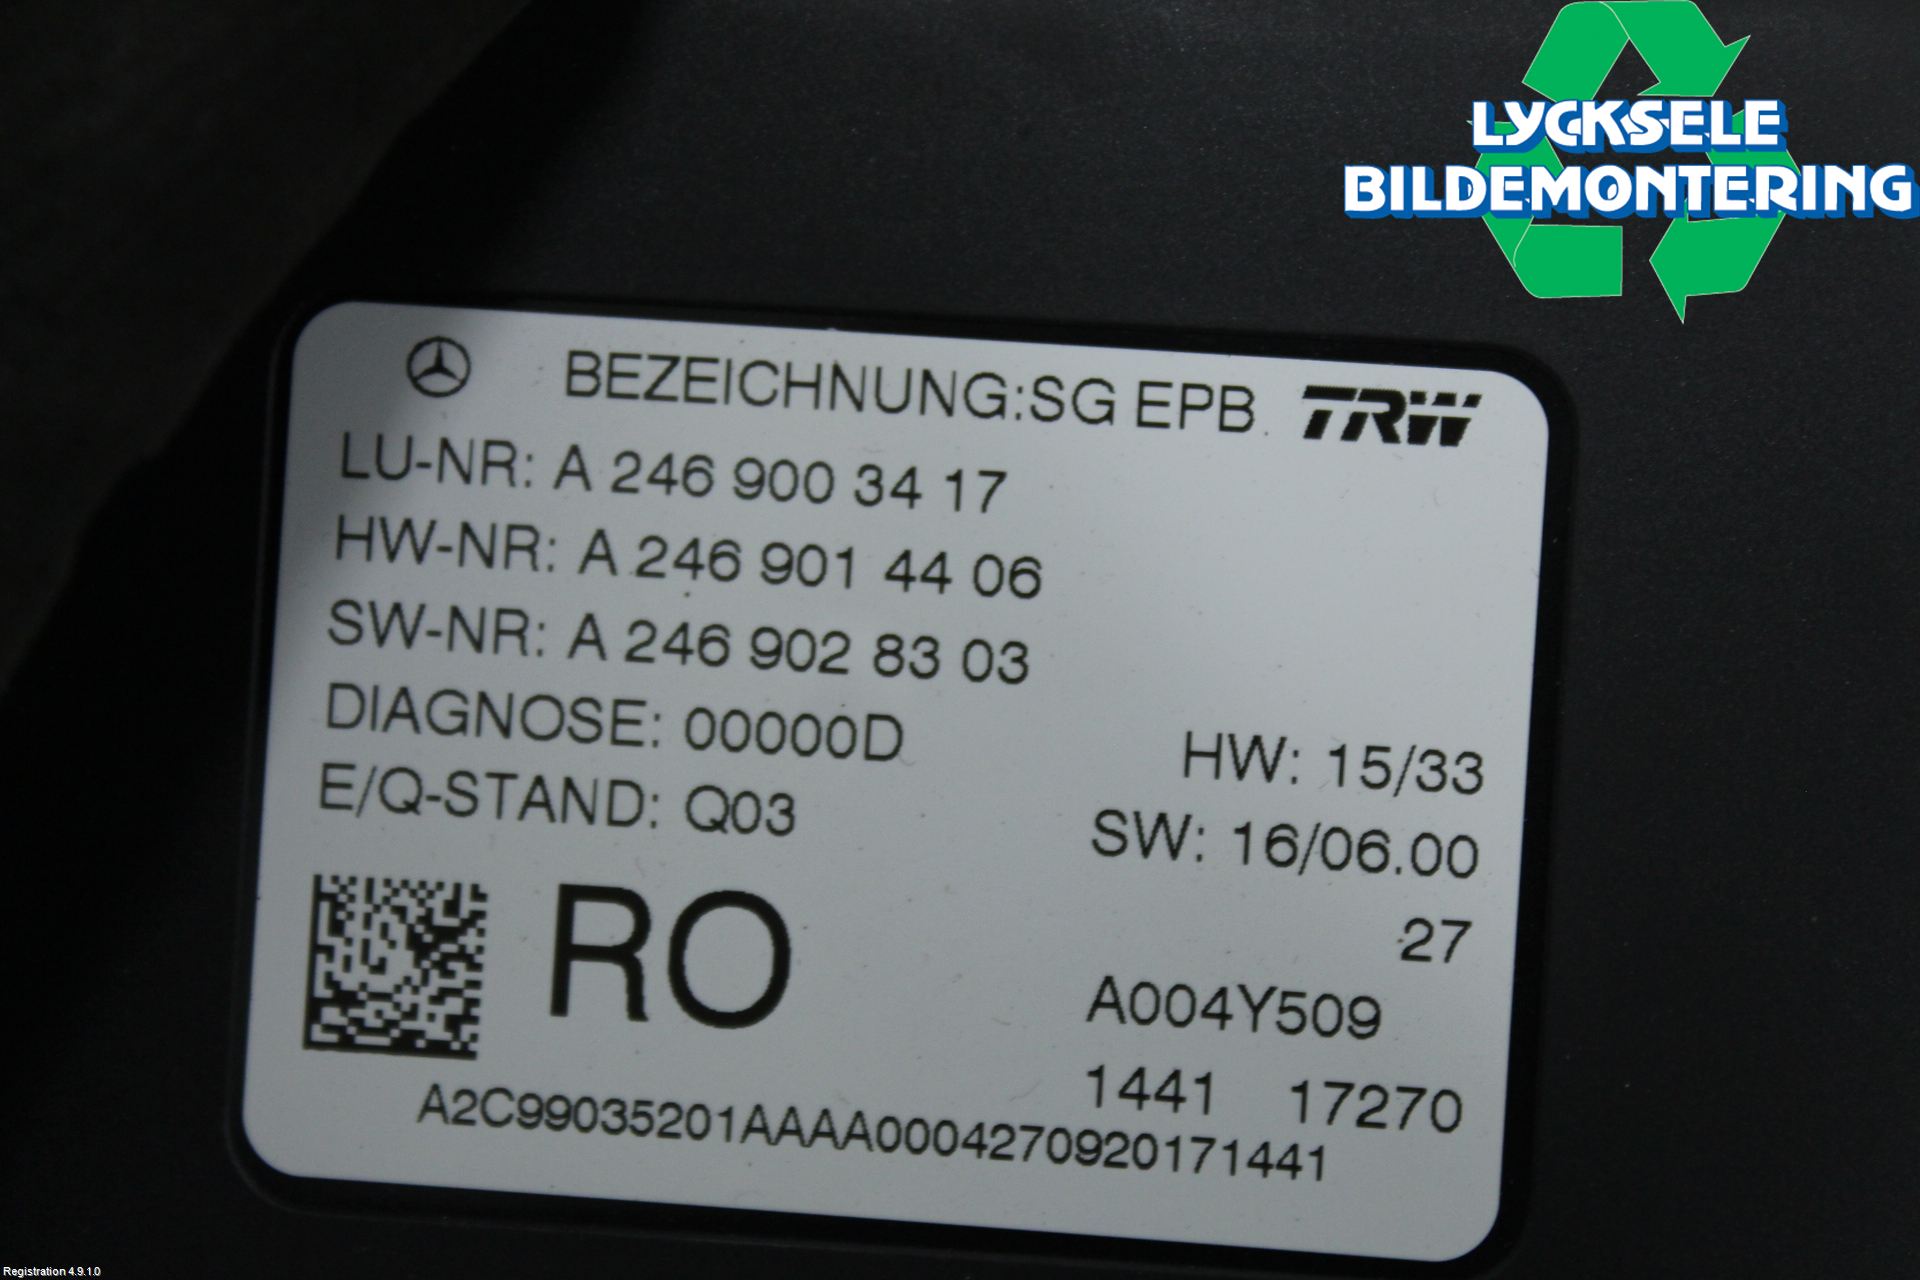 LYCKSELE
BILDEMONTERING
BEZEICHNUNG:SG EPB TRW
LU-NR: A 246 900 34 17
HW-NR: A 246 901 44 06
SW-NR: A 246 902 83 03
DIAGNOSE: 00000D
HW: 15/33
E/Q-STAND: Q03
SW: 16/06.00
27
RO
A004Y509
1441 17270
A2C99035201AAAA0004270920171441
Registration 4.9.1.0